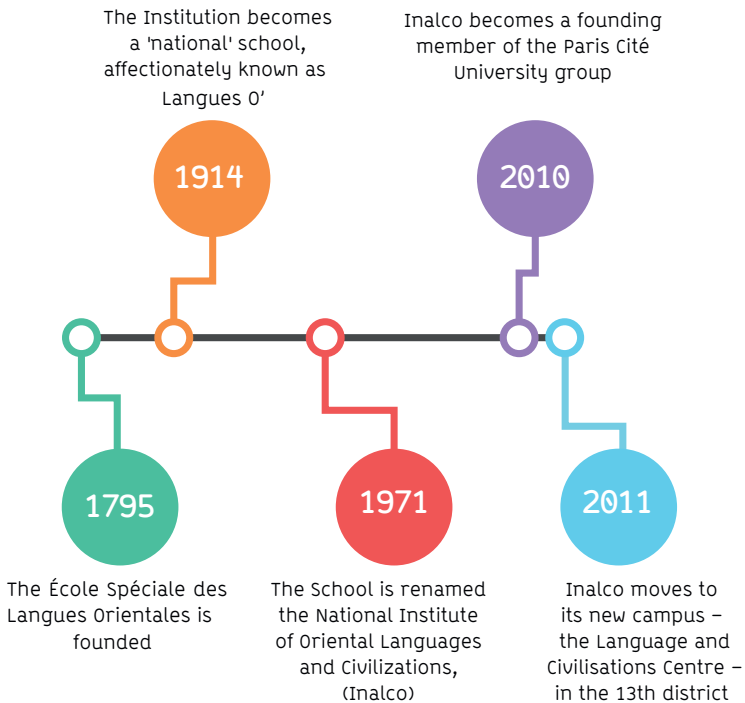 The Institution becomes
a 'national' school,
affectionately known as
Langues O’
Inalco becomes a founding
member of the Paris Cité
University group
1914
2010
1795
1971
2011
The École Spéciale des
Langues Orientales is
founded
The School is renamed
the National Institute
of Oriental Languages
and Civilizations,
(Inalco)
Inalco moves to
its new campus –
the Language and
Civilisations Centre –
in the 13th district